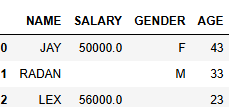 NAME SALARY GENDER AGE
0 JAY 50000.0 F 43
1 RADAN M 33
2 LEX 56000.0 23